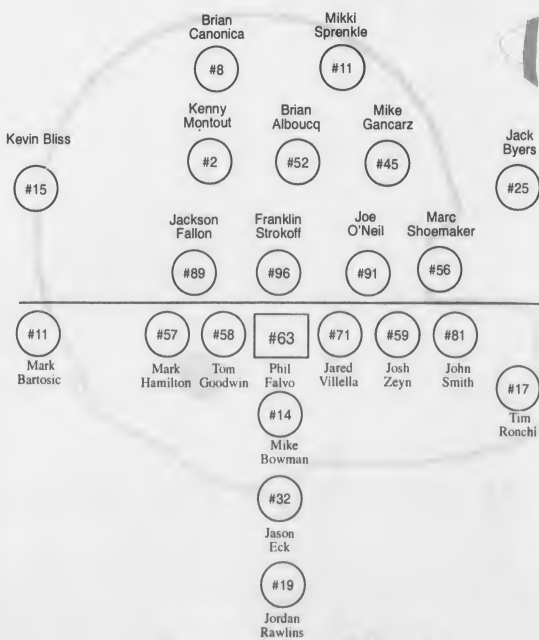 Brian
Canonica
Mikki
Sprenkle
#8
#11
Kenny
Montout
Brian
Alboucq
Mike
Gancarz
Kevin Bliss
Jack
Byers
#2
#52
#45
#15
#25
Jackson
Fallon
Franklin
Strokoff
Joe
O'Neil
Marc
Shoemaker
#89
#96
#91
#56
#11
#57
#58
#63
#71
#59
#81
Mark
Bartosic
Mark
Hamilton
Tom
Goodwin
Phil
Falvo
Jared
Villella
Josh
Zeyn
John
Smith
#17
Tim
Ronchi
#14
Mike
Bowman
#32
Jason
Eck
#19
Jordan
Rawlins